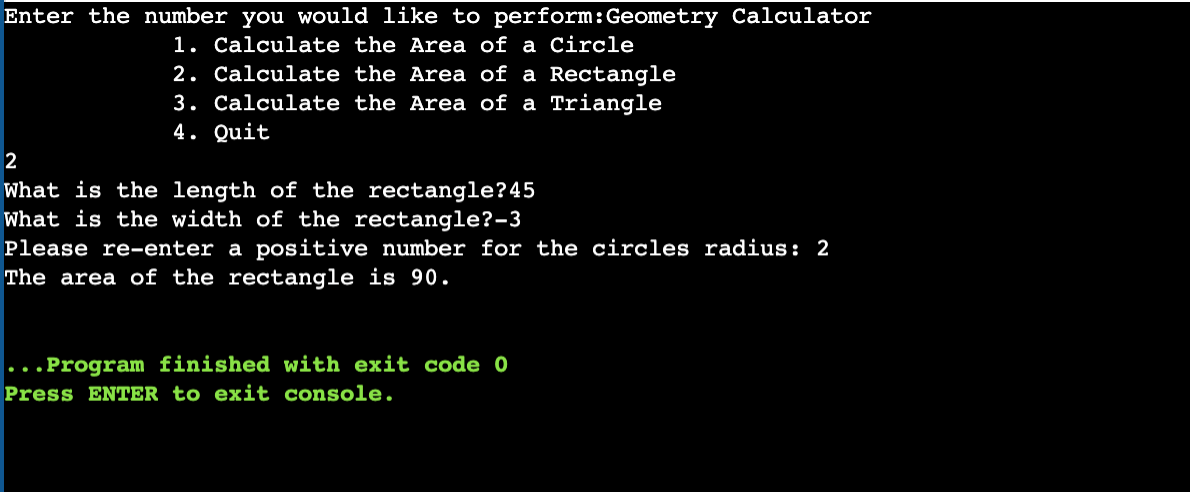 Enter the number you would like to perform:Geometry Calculator
1. Calculate the Area of a Circle
2. Calculate the Area of a Rectangle
3. Calculate the Area of a Triangle
4. Quit
2
What is the length of the rectangle?45
What is the width of the rectangle?-3
Please re-enter a positive number for the circles radius: 2
The area of the rectangle is 90.
...Program finished with exit code 0
Press ENTER to exit console.